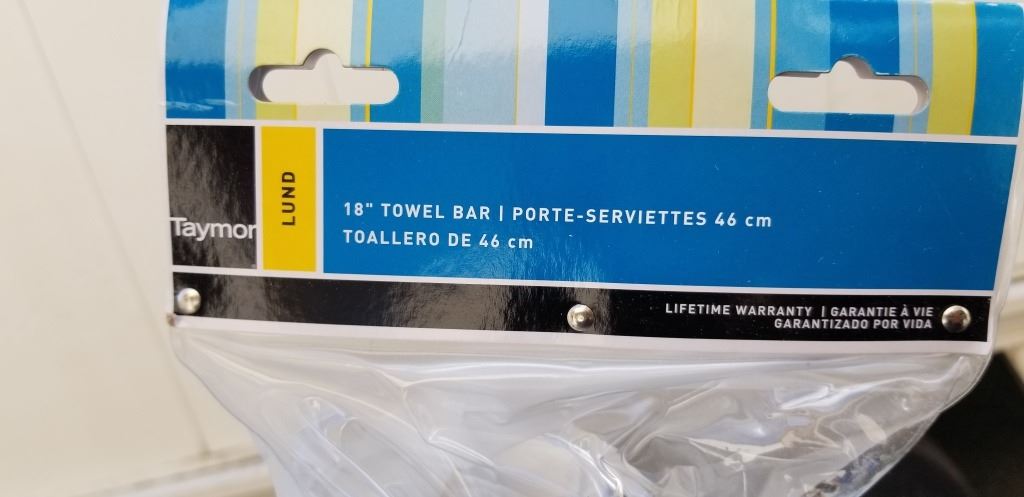 Taymor
LUND
18" TOWEL BAR | PORTE-SERVIETTES 46 cm
TOALLERO DE 46 cm
LIFETIME WARRANTY | GARANTIE À VIE
GARANTIZADO POR VIDA